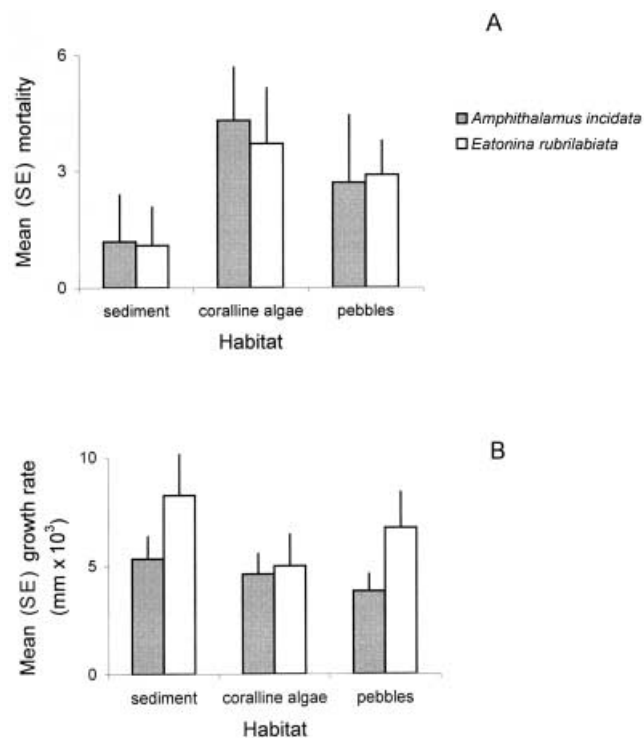 A
Mean (SE) mortality
6
3
0
sediment coralline algae pebbles
Habitat
Amphithalamus incidata
Eatonina rubrilabiata
B
Mean (SE) growth rate
(mm x 10³)
10
5
0
sediment coralline algae pebbles
Habitat